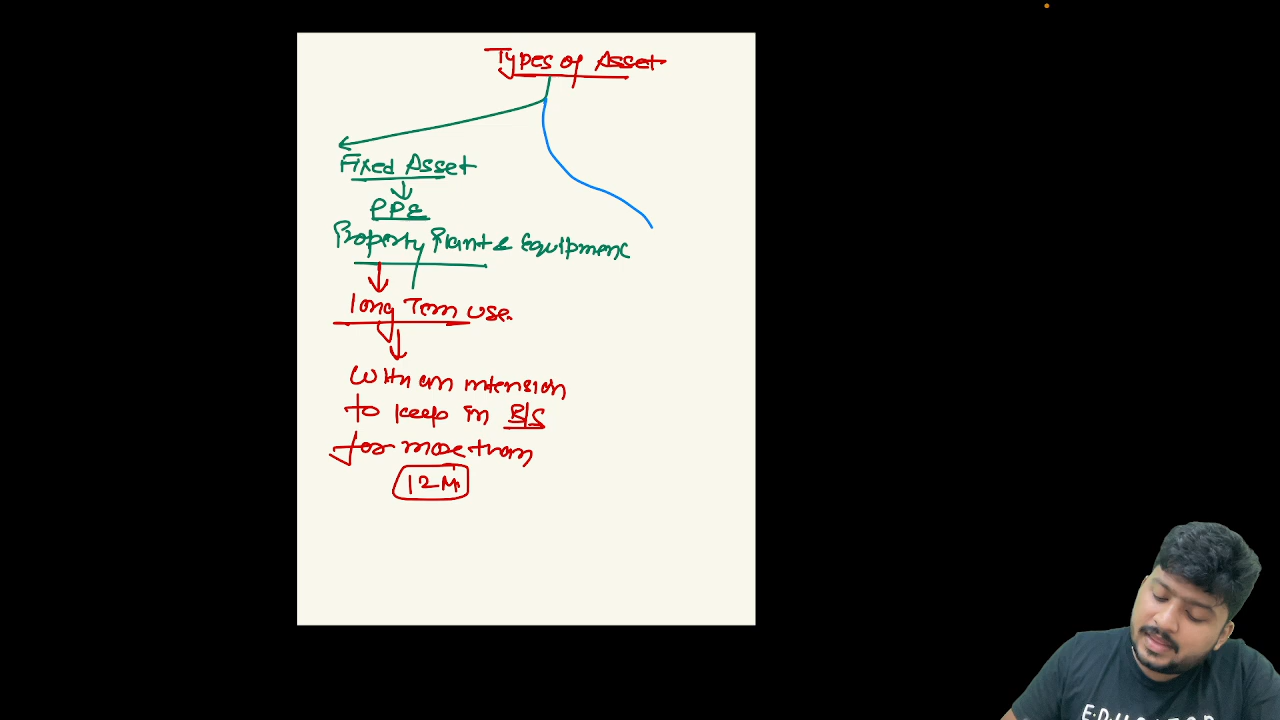 Types of Asset
Fixed Asset
PPE
Property Plant & Equipment
long Term use.
With an intension
to keep in B/S
for more than
12 M